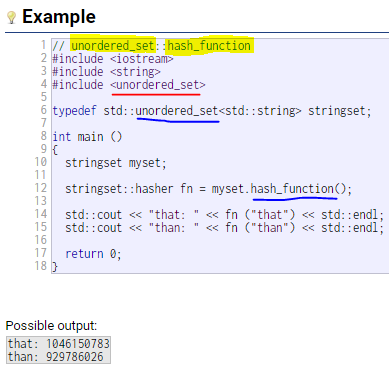 Example
1 // unordered_set::hash_function
2 #include <iostream>
3 #include <string>
4 #include <unordered_set>
5
6 typedef std::unordered_set<std::string> stringset;
7
8 int main ()
9 {
10   stringset myset;
11
12   stringset::hasher fn = myset.hash_function();
13
14   std::cout << "that: " << fn ("that") << std::endl;
15   std::cout << "than: " << fn ("than") << std::endl;
16
17   return 0;
18 }
Possible output:
that: 1046150783
than: 929786026